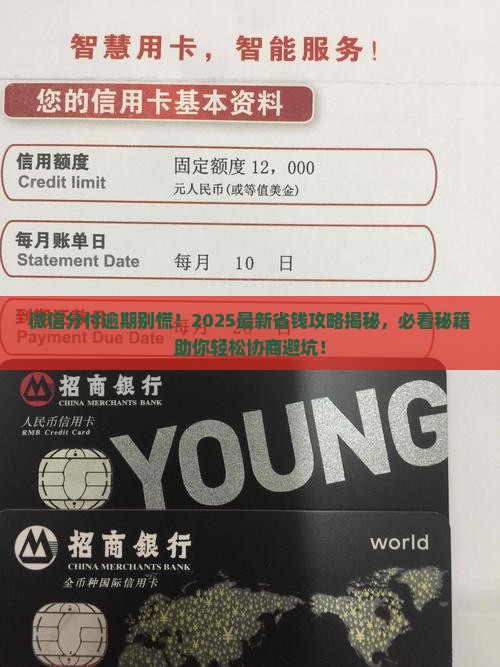 智慧用卡，智能服务！
您的信用卡基本资料
信用额度
固定额度 12，000
Credit limit
元人民币(或等值美金)
每月账单日
Statement Date
每月 10 日
微信分付逾期别慌！2025最新省钱攻略揭秘，必看秘籍
助你轻松协商避坑！
Payment Due Date
招商银行
CHINA MERCHANTS BANK
人民币信用卡
RMB Credit Card
YOUNG
招商银行
CHINA MERCHANTS BANK
world
全币种国际信用卡